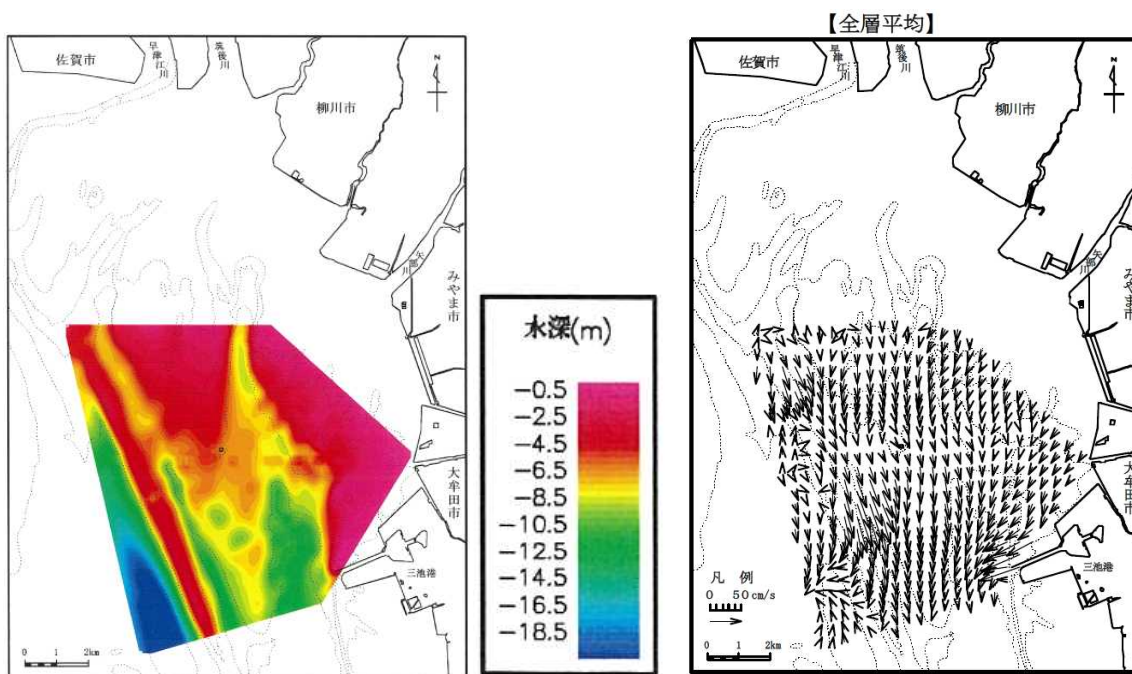 佐賀市
早津江川
筑後川
N
柳川市
矢部川
みやま市
大牟田市
三池港
0 1 2km
水深(m)
-0.5
-2.5
-4.5
-6.5
-8.5
-10.5
-12.5
-14.5
-16.5
-18.5
【全層平均】
佐賀市
早津江川
筑後川
N
柳川市
矢部川
みやま市
大牟田市
三池港
凡 例
0 50cm/s
0 1 2km